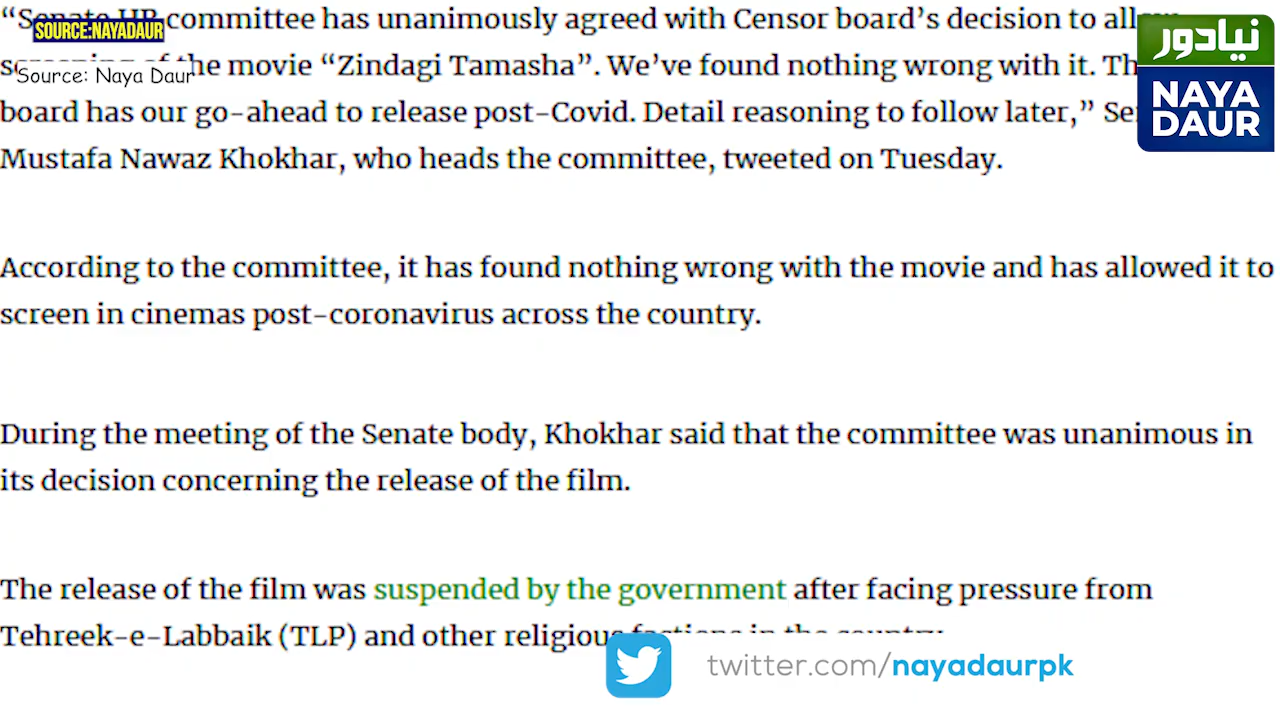 “Senate HR committee has unanimously agreed with Censor board’s decision to allow
SOURCE:NAYADAUR
the movie “Zindagi Tamasha”. We’ve found nothing wrong with it.
Source: Naya Daur
board has our go-ahead to release post-Covid. Detail reasoning to follow later,”
Mustafa Nawaz Khokhar, who heads the committee, tweeted on Tuesday.
نیادور
NAYA
DAUR
According to the committee, it has found nothing wrong with the movie and has allowed it to
screen in cinemas post-coronavirus across the country.
During the meeting of the Senate body, Khokhar said that the committee was unanimous in
its decision concerning the release of the film.
The release of the film was suspended by the government after facing pressure from
Tehreek-e-Labbaik (TLP) and other religious factions in the country.
twitter.com/nayadaurpk